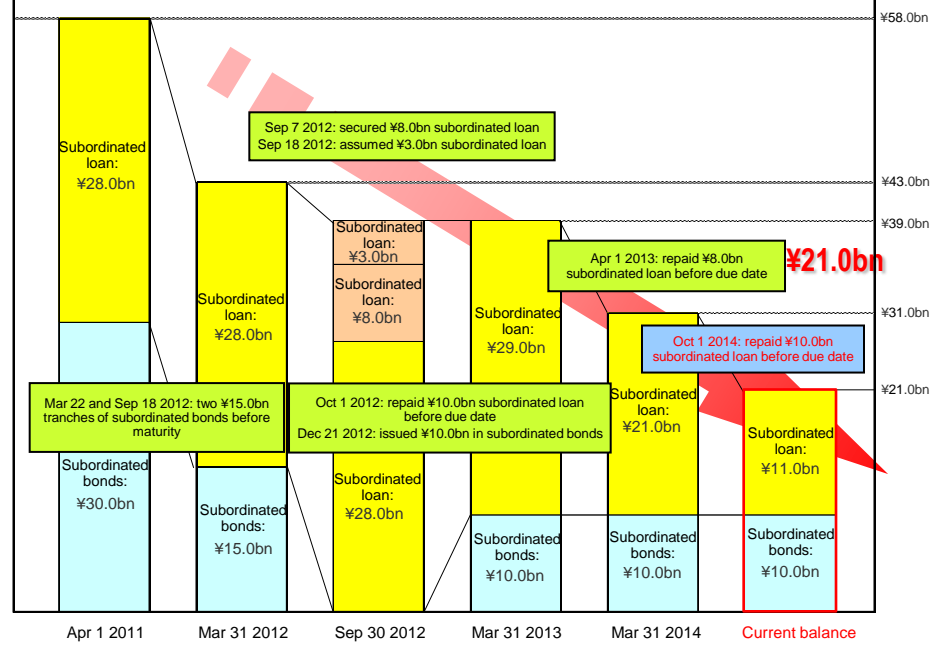 ¥58.0bn
Subordinated
loan:
¥28.0bn
Sep 7 2012: secured ¥8.0bn subordinated loan
Sep 18 2012: assumed ¥3.0bn subordinated loan
¥43.0bn
¥39.0bn
Subordinated
loan:
¥3.0bn
Apr 1 2013: repaid ¥8.0bn
subordinated loan before due date
¥21.0bn
Subordinated
loan:
¥8.0bn
Subordinated
loan:
¥28.0bn
Subordinated
loan:
¥29.0bn
¥31.0bn
Oct 1 2014: repaid ¥10.0bn
subordinated loan before due date
¥21.0bn
Mar 22 and Sep 18 2012: two ¥15.0bn
tranches of subordinated bonds before
maturity
Oct 1 2012: repaid ¥10.0bn subordinated loan
before due date
Dec 21 2012: issued ¥10.0bn in subordinated bonds
Subordinated
loan:
¥21.0bn
Subordinated
loan:
¥11.0bn
Subordinated
bonds:
¥30.0bn
Subordinated
loan:
¥28.0bn
Subordinated
bonds:
¥15.0bn
Subordinated
bonds:
¥10.0bn
Subordinated
bonds:
¥10.0bn
Subordinated
bonds:
¥10.0bn
Apr 1 2011
Mar 31 2012
Sep 30 2012
Mar 31 2013
Mar 31 2014
Current balance